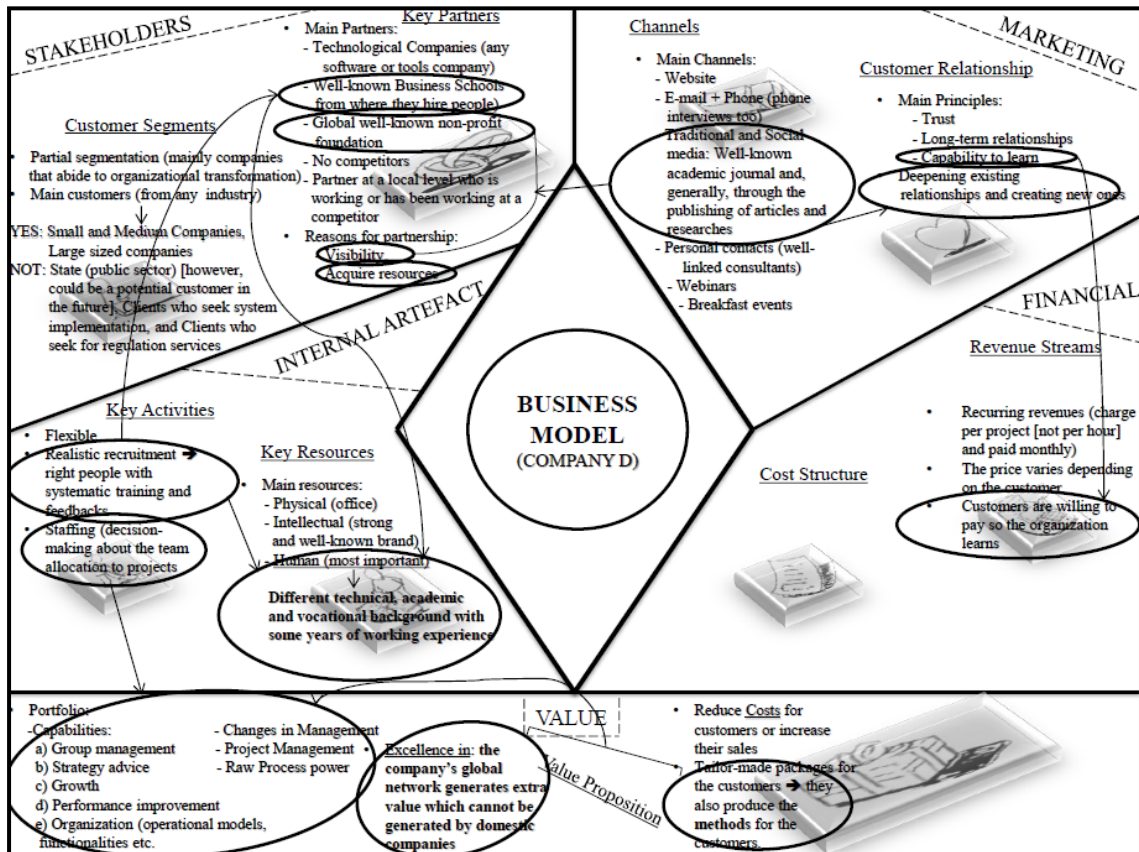 STAKEHOLDERS
Key Partners
• Main Partners:
- Technological Companies (any
software or tools company)
- Well-known Business Schools
from where they hire people)
- Global well-known non-profit
foundation
- No competitors
- Partner at a local level who is
working or has been working at a
competitor
• Reasons for partnership:
- Visibility
- Acquire resources
Customer Segments
• Partial segmentation (mainly companies
that abide to organizational transformation)
• Main customers (from any industry)
YES: Small and Medium Companies,
Large sized companies
NOT: State (public sector) [however,
could be a potential customer in
the future], Clients who seek system
implementation, and Clients who
seek for regulation services
MARKETING
Channels
• Main Channels:
- Website
- E-mail + Phone (phone
interviews too)
- Traditional and Social
media: Well-known
academic journal and,
generally, through the
publishing of articles and
researches
- Personal contacts (well-
linked consultants)
- Webinars
- Breakfast events
Customer Relationship
• Main Principles:
- Trust
- Long-term relationships
- Capability to learn
• Deepening existing
relationships and creating new ones
INTERNAL ARTEFACT
Key Activities
• Flexible
• Realistic recruitment ➔
right people with
systematic training and
feedbacks
• Staffing (decision-
making about the team
allocation to projects
Key Resources
• Main resources:
- Physical (office)
- Intellectual (strong
and well-known brand)
- Human (most important)
Different technical, academic
and vocational background with
some years of working experience
BUSINESS
MODEL
(COMPANY D)
FINANCIAL
Revenue Streams
• Recurring revenues (charge
per project [not per hour]
and paid monthly)
• The price varies depending
on the customer
• Customers are willing to
pay so the organization
learns
Cost Structure
VALUE
Value Proposition
• Portfolio:
-Capabilities:
a) Group management
b) Strategy advice
c) Growth
d) Performance improvement
e) Organization (operational models,
functionalities etc.
- Changes in Management
- Project Management
- Raw Process power
• Excellence in: the
company's global
network generates extra
value which cannot be
generated by domestic
companies
• Reduce Costs for
customers or increase
their sales
• Tailor-made packages for
the customers ➔ they
also produce the
methods for the
customers.